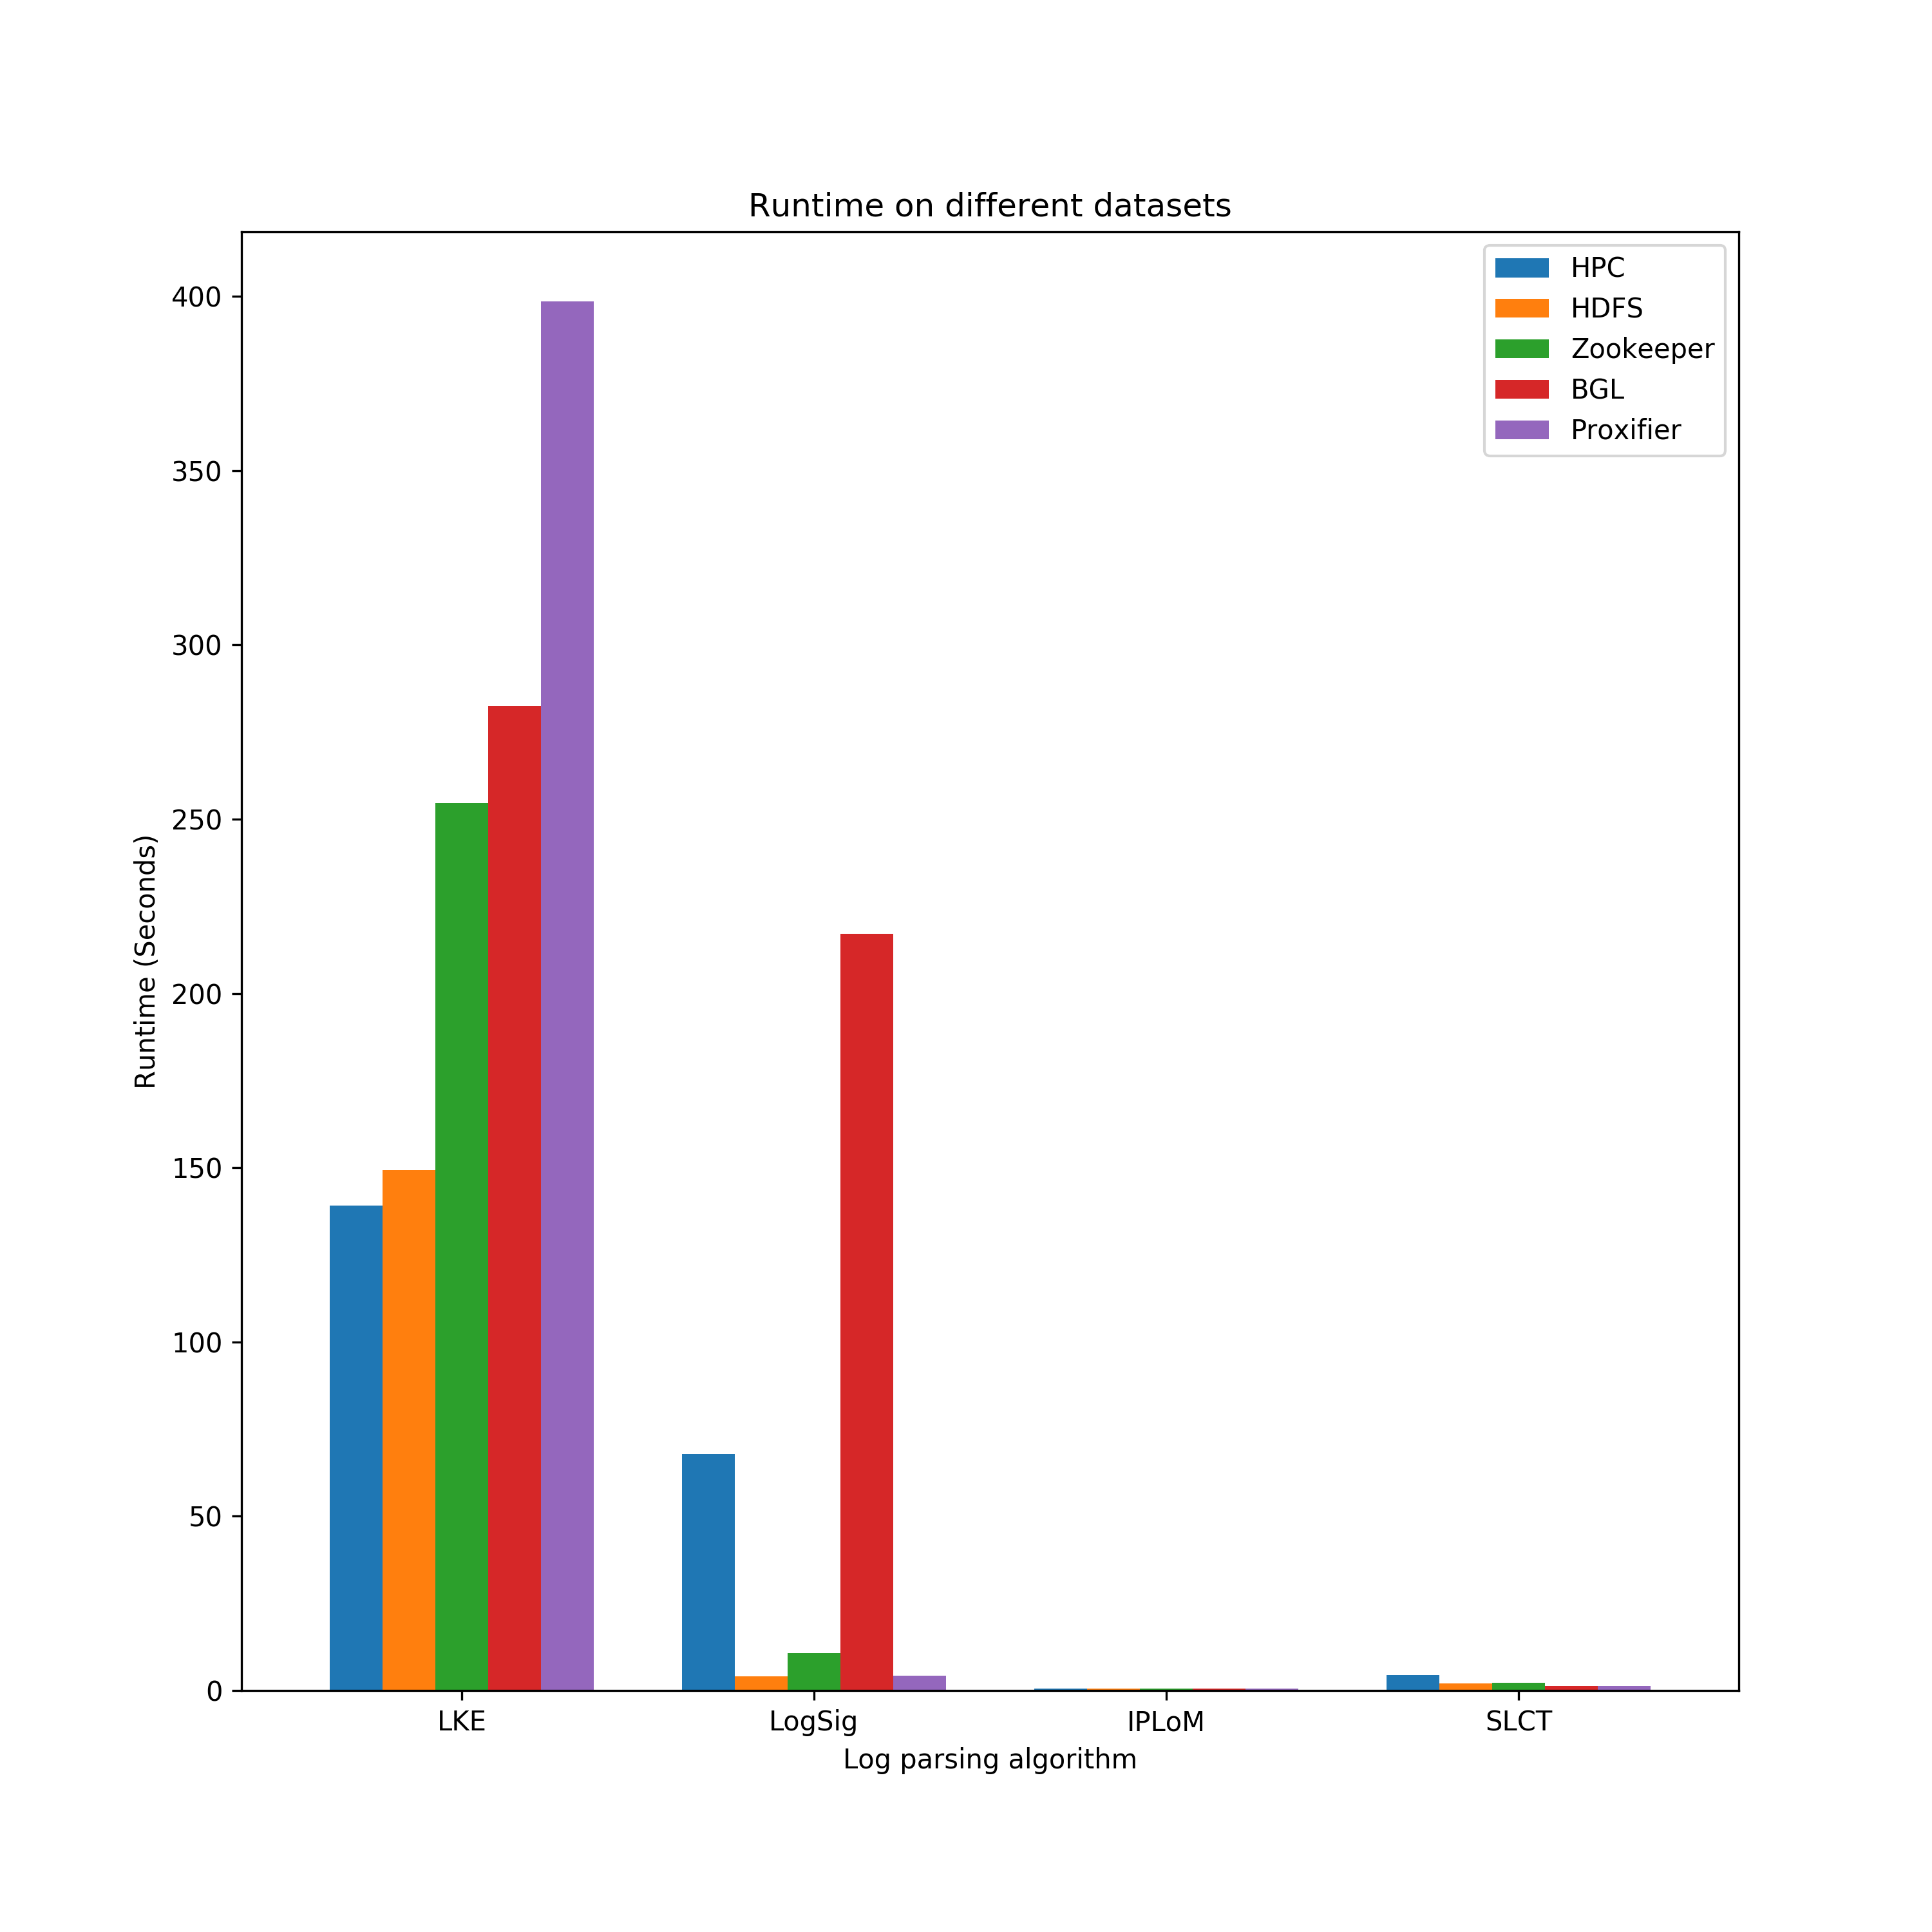 Runtime on different datasets
HPC
HDFS
Zookeeper
BGL
Proxifier
400
350
300
250
200
150
100
50
0
Runtime (Seconds)
LKE
LogSig
IPLoM
SLCT
Log parsing algorithm